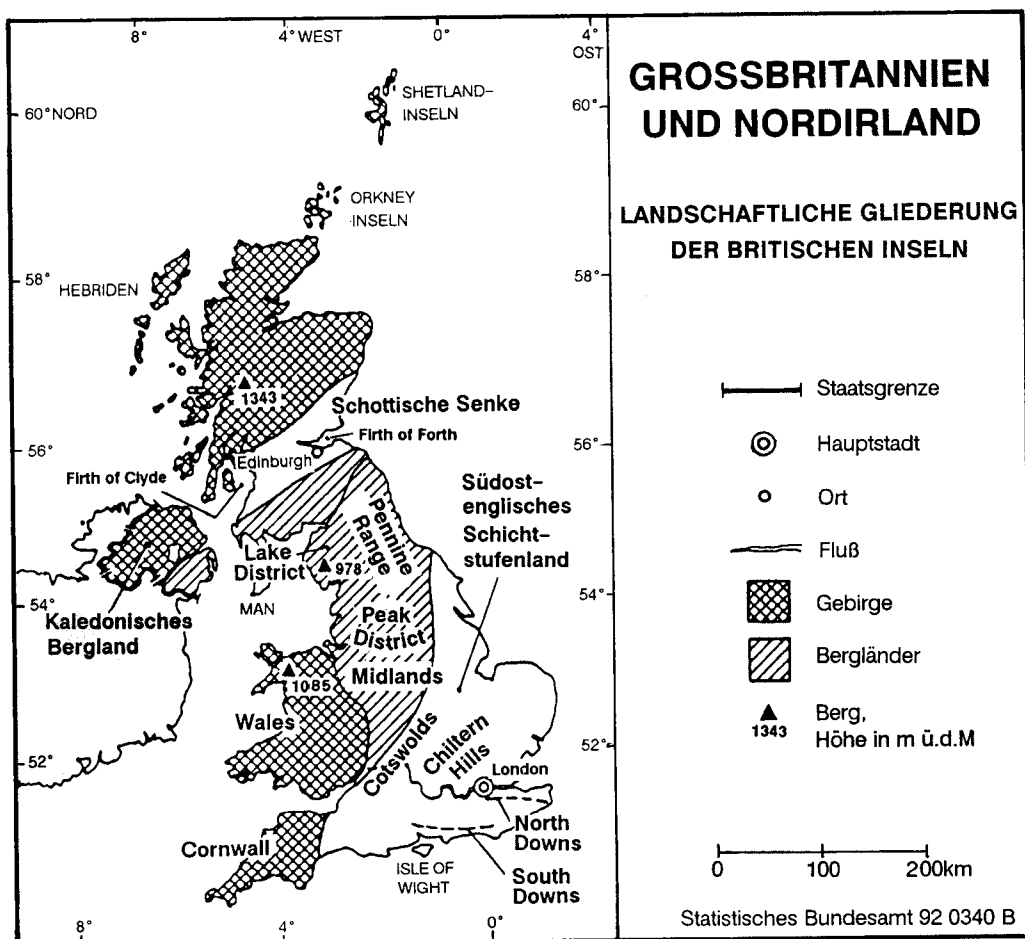 8°
4° WEST
0°
4°
OST
60° NORD
SHETLAND-
INSELN
60°
ORKNEY
INSELN
58°
HEBRIDEN
58°
1343
Schottische Senke
Firth of Forth
56°
Edinburgh
56°
Firth of Clyde
Südost-
englisches
Schicht-
stufenland
Pennine
Range
Lake
District
978
54°
MAN
54°
Kaledonisches
Bergland
Peak
District
Midlands
1085
Wales
52°
Cotswolds
Chiltern
Hills
52°
London
North
Downs
Cornwall
ISLE OF
WIGHT
South
Downs
8°
4°
0°
GROSSBRITANNIEN
UND NORDIRLAND
LANDSCHAFTLICHE GLIEDERUNG
DER BRITISCHEN INSELN
Staatsgrenze
Hauptstadt
Ort
Fluß
Gebirge
Bergländer
1343
Berg,
Höhe in m ü.d.M
0 100 200km
Statistisches Bundesamt 92 0340 B